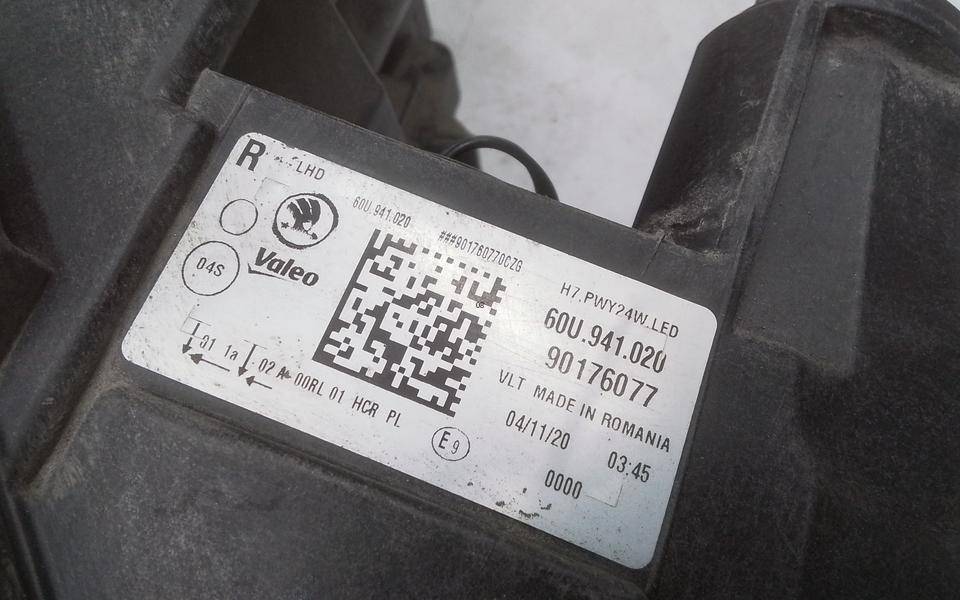 R LHD
60U.941.020
###90176077OCZG
H7.PWY24W.LED
04S
Valeo
60U.941.020
90176077
VLT MADE IN ROMANIA
04/11/20 03:45
0000
01 1a 02 A 00RL 01 HCR PL
E9